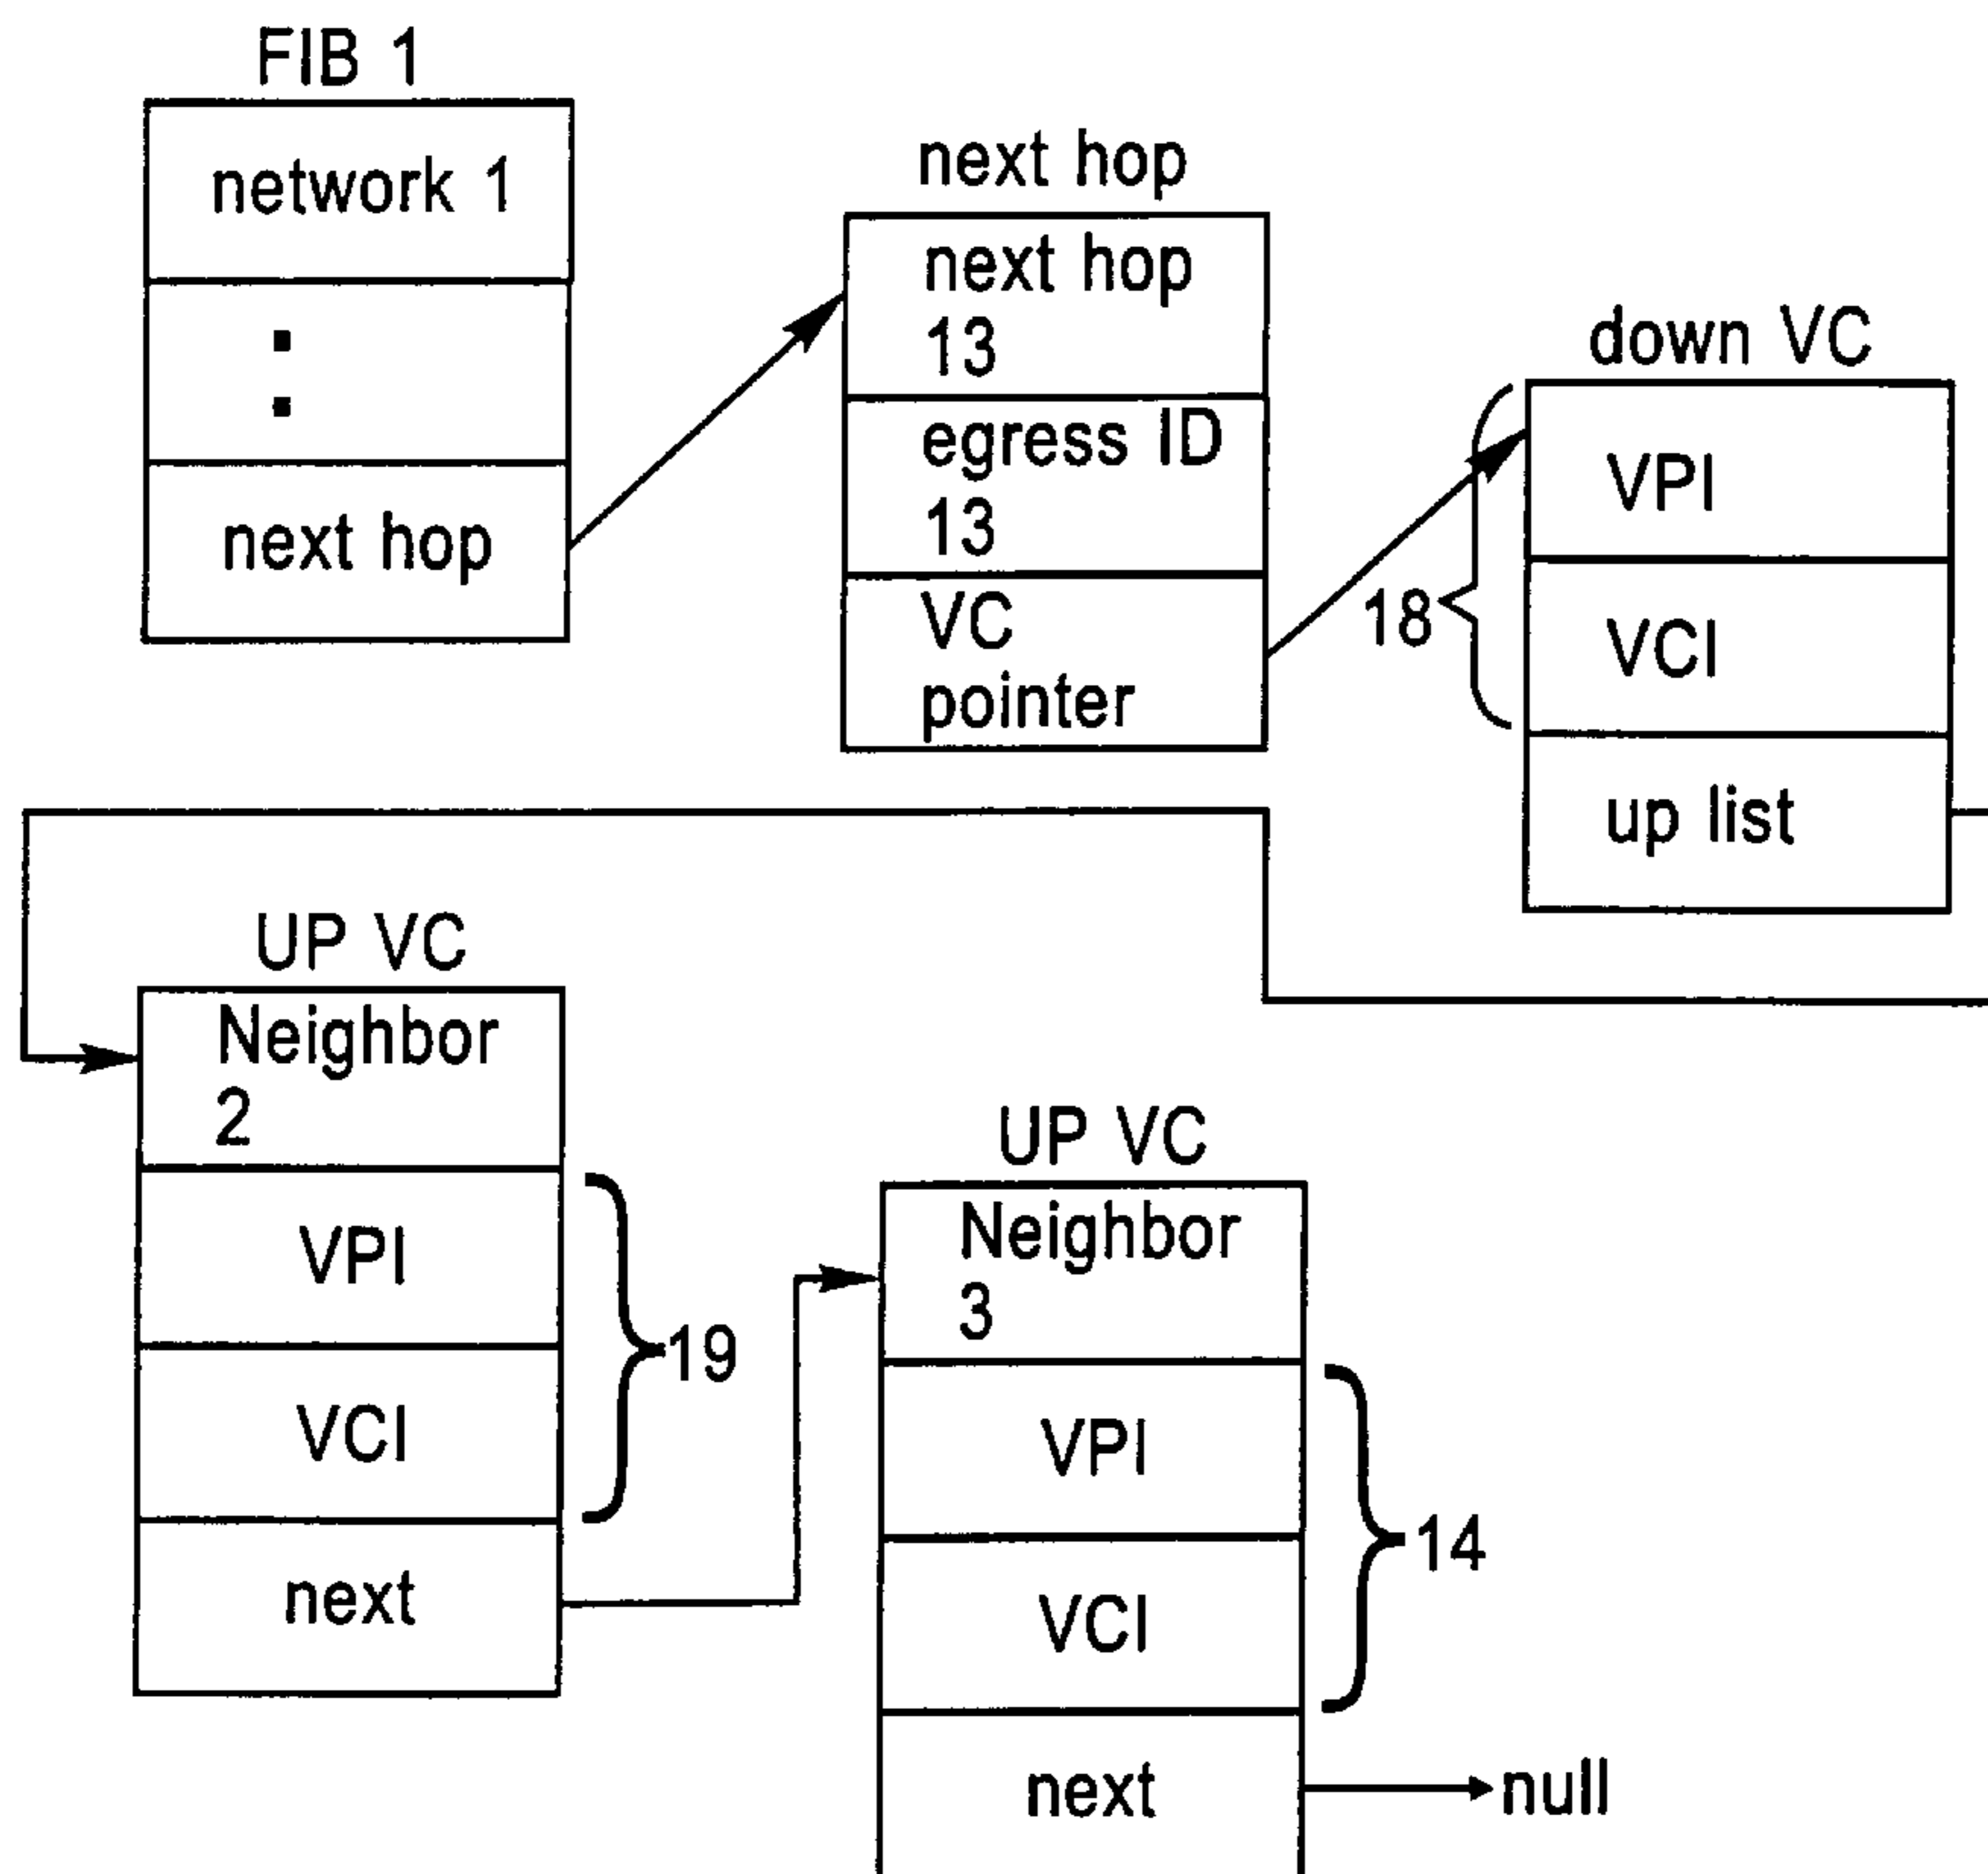 FIB 1
network 1
:
next hop
next hop
next hop
13
egress ID
13
VC
pointer
down VC
18
VPI
VCI
up list
UP VC
Neighbor
2
VPI
VCI
19
next
UP VC
Neighbor
3
VPI
VCI
14
next
null